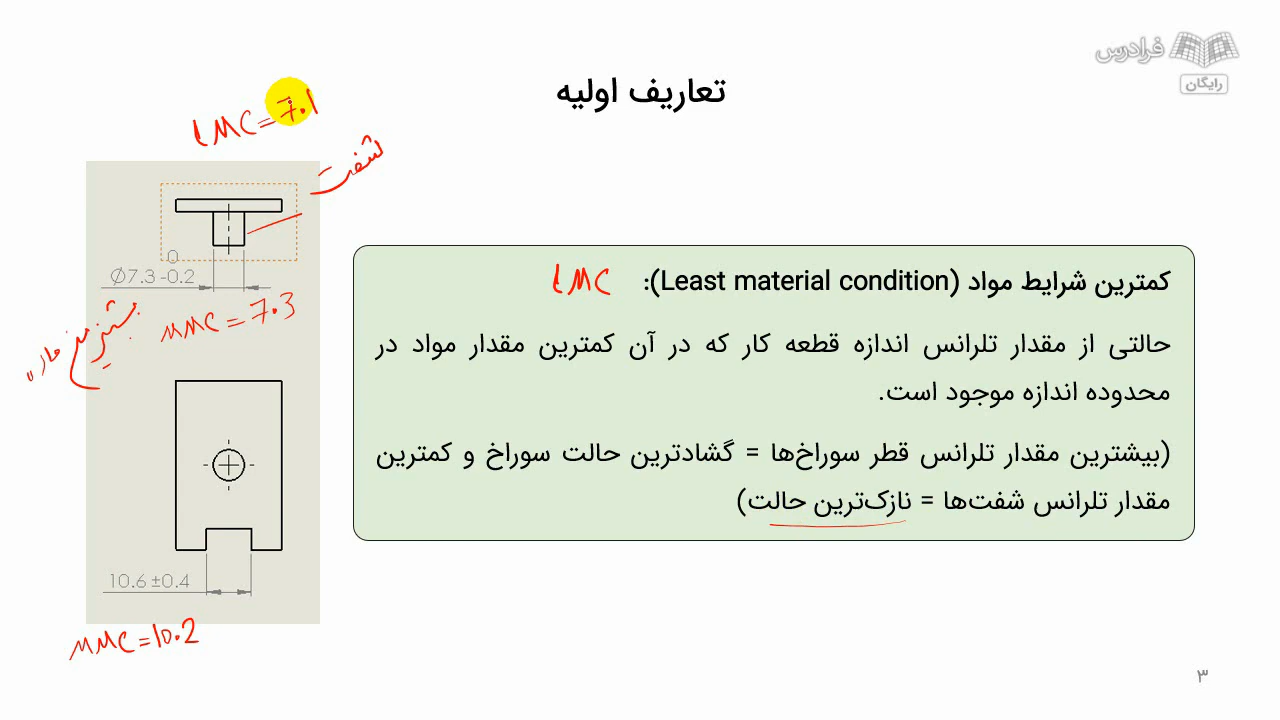 فرادرس
رایگان
تعاریف اولیه
LMC = 7.1
شفت
0
Ø7.3 -0.2
MMC = 7.3
بیشترین
کمترین شرایط مواد (Least material condition): LMC
حالتی از مقدار تلرانس اندازه قطعه کار که در آن کمترین مقدار مواد در
محدوده اندازه موجود است.
(بیشترین مقدار تلرانس قطر سوراخ‌ها = گشادترین حالت سوراخ و کمترین
مقدار تلرانس شفت‌ها = نازک‌ترین حالت)
10.6 ±0.4
MMC = 10.2
۳